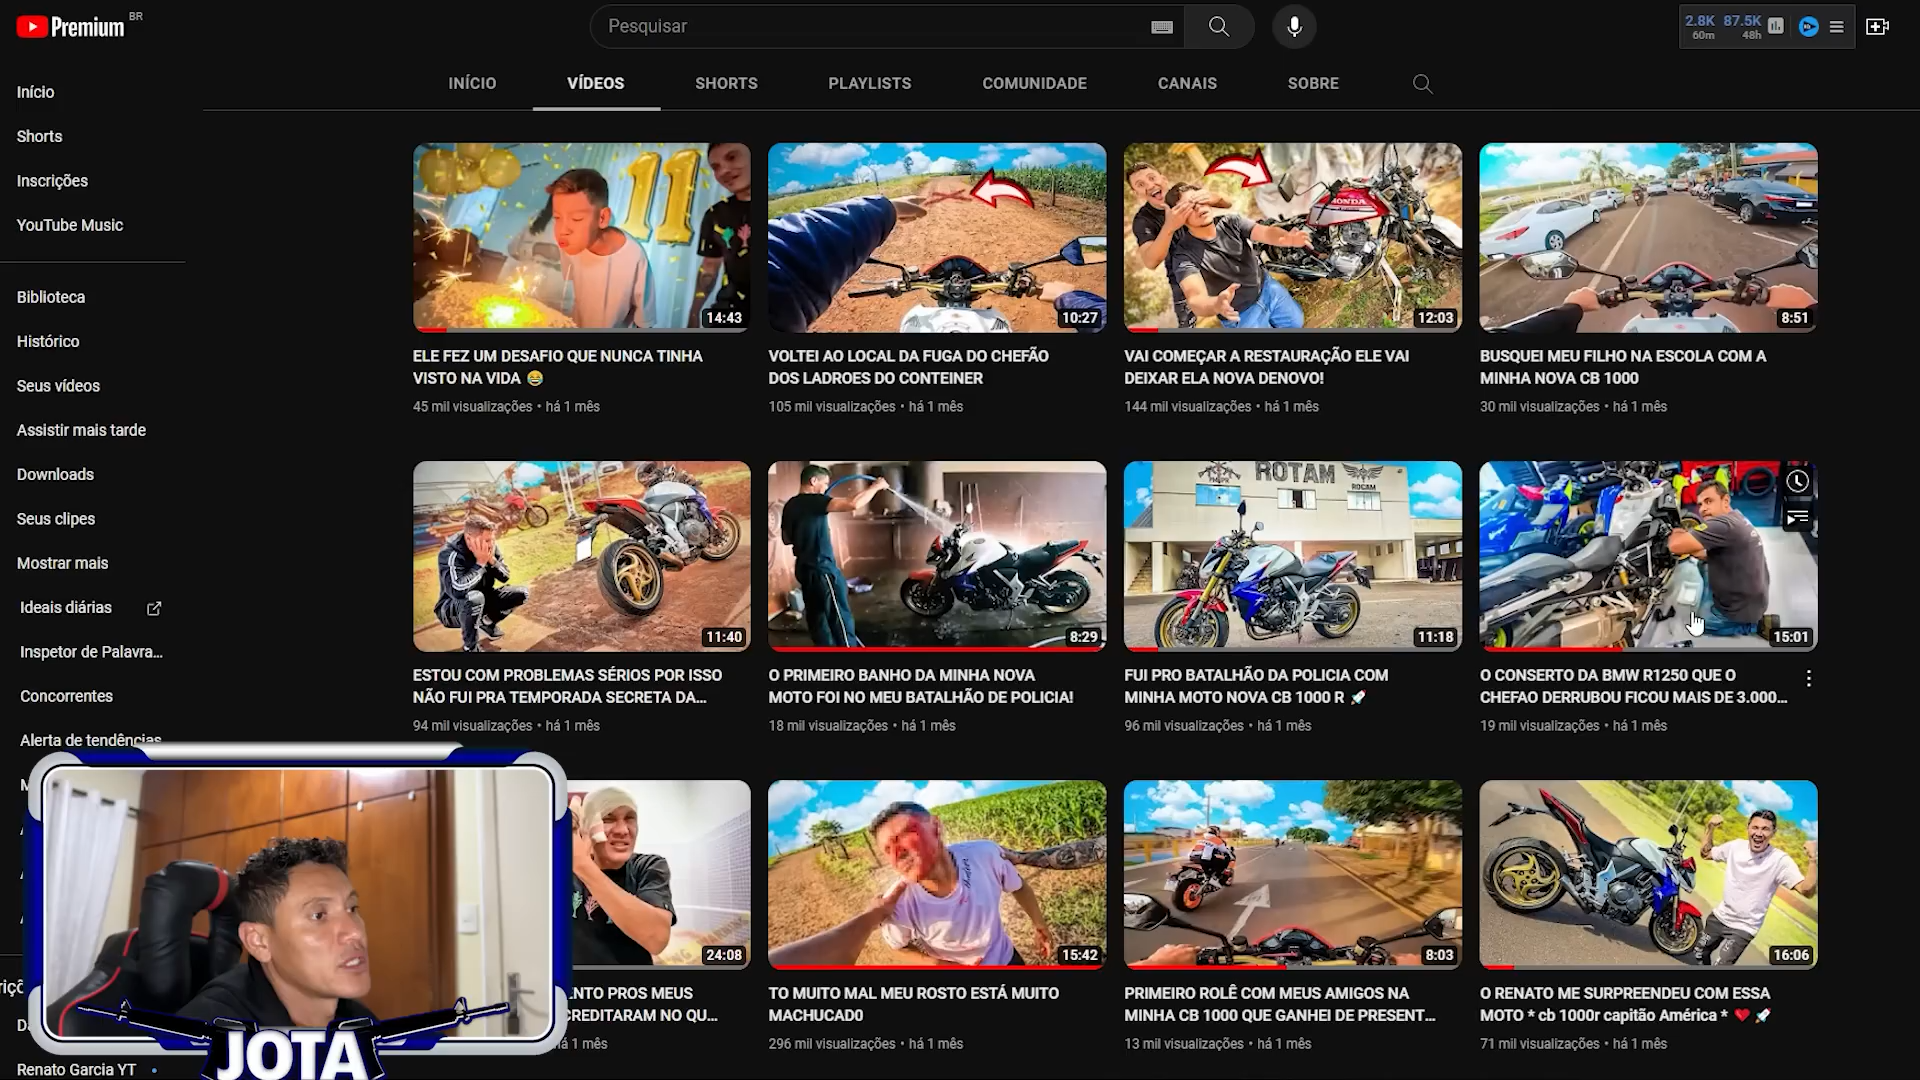 Premium BR
Pesquisar
2.8K 87.5K
60m 48h
Início
Shorts
Inscrições
YouTube Music
Biblioteca
Histórico
Seus vídeos
Assistir mais tarde
Downloads
Seus clipes
Mostrar mais
Ideais diárias
Inspetor de Palavra...
Concorrentes
Alerta de tendências
Renato Garcia YT
INÍCIO VÍDEOS SHORTS PLAYLISTS COMUNIDADE CANAIS SOBRE
11
14:43
10:27
HONDA
12:03
8:51
ELE FEZ UM DESAFIO QUE NUNCA TINHA
VISTO NA VIDA 😂
45 mil visualizações • há 1 mês
VOLTEI AO LOCAL DA FUGA DO CHEFÃO
DOS LADROES DO CONTEINER
105 mil visualizações • há 1 mês
VAI COMEÇAR A RESTAURAÇÃO ELE VAI
DEIXAR ELA NOVA DENOVO!
144 mil visualizações • há 1 mês
BUSQUEI MEU FILHO NA ESCOLA COM A
MINHA NOVA CB 1000
30 mil visualizações • há 1 mês
11:40
8:29
ROTAM
ROCAM
11:18
15:01
ESTOU COM PROBLEMAS SÉRIOS POR ISSO
NÃO FUI PRA TEMPORADA SECRETA DA...
94 mil visualizações • há 1 mês
O PRIMEIRO BANHO DA MINHA NOVA
MOTO FOI NO MEU BATALHÃO DE POLICIA!
18 mil visualizações • há 1 mês
FUI PRO BATALHÃO DA POLICIA COM
MINHA MOTO NOVA CB 1000 R 🚀
96 mil visualizações • há 1 mês
O CONSERTO DA BMW R1250 QUE O
CHEFAO DERRUBOU FICOU MAIS DE 3.000...
19 mil visualizações • há 1 mês
24:08
15:42
8:03
16:06
ENTO PROS MEUS
CREDITARAM NO QU...
há 1 mês
TO MUITO MAL MEU ROSTO ESTÁ MUITO
MACHUCAD0
296 mil visualizações • há 1 mês
PRIMEIRO ROLÊ COM MEUS AMIGOS NA
MINHA CB 1000 QUE GANHEI DE PRESENT...
13 mil visualizações • há 1 mês
O RENATO ME SURPREENDEU COM ESSA
MOTO * cb 1000r capitão América * ❤️🚀
71 mil visualizações • há 1 mês
JOTA